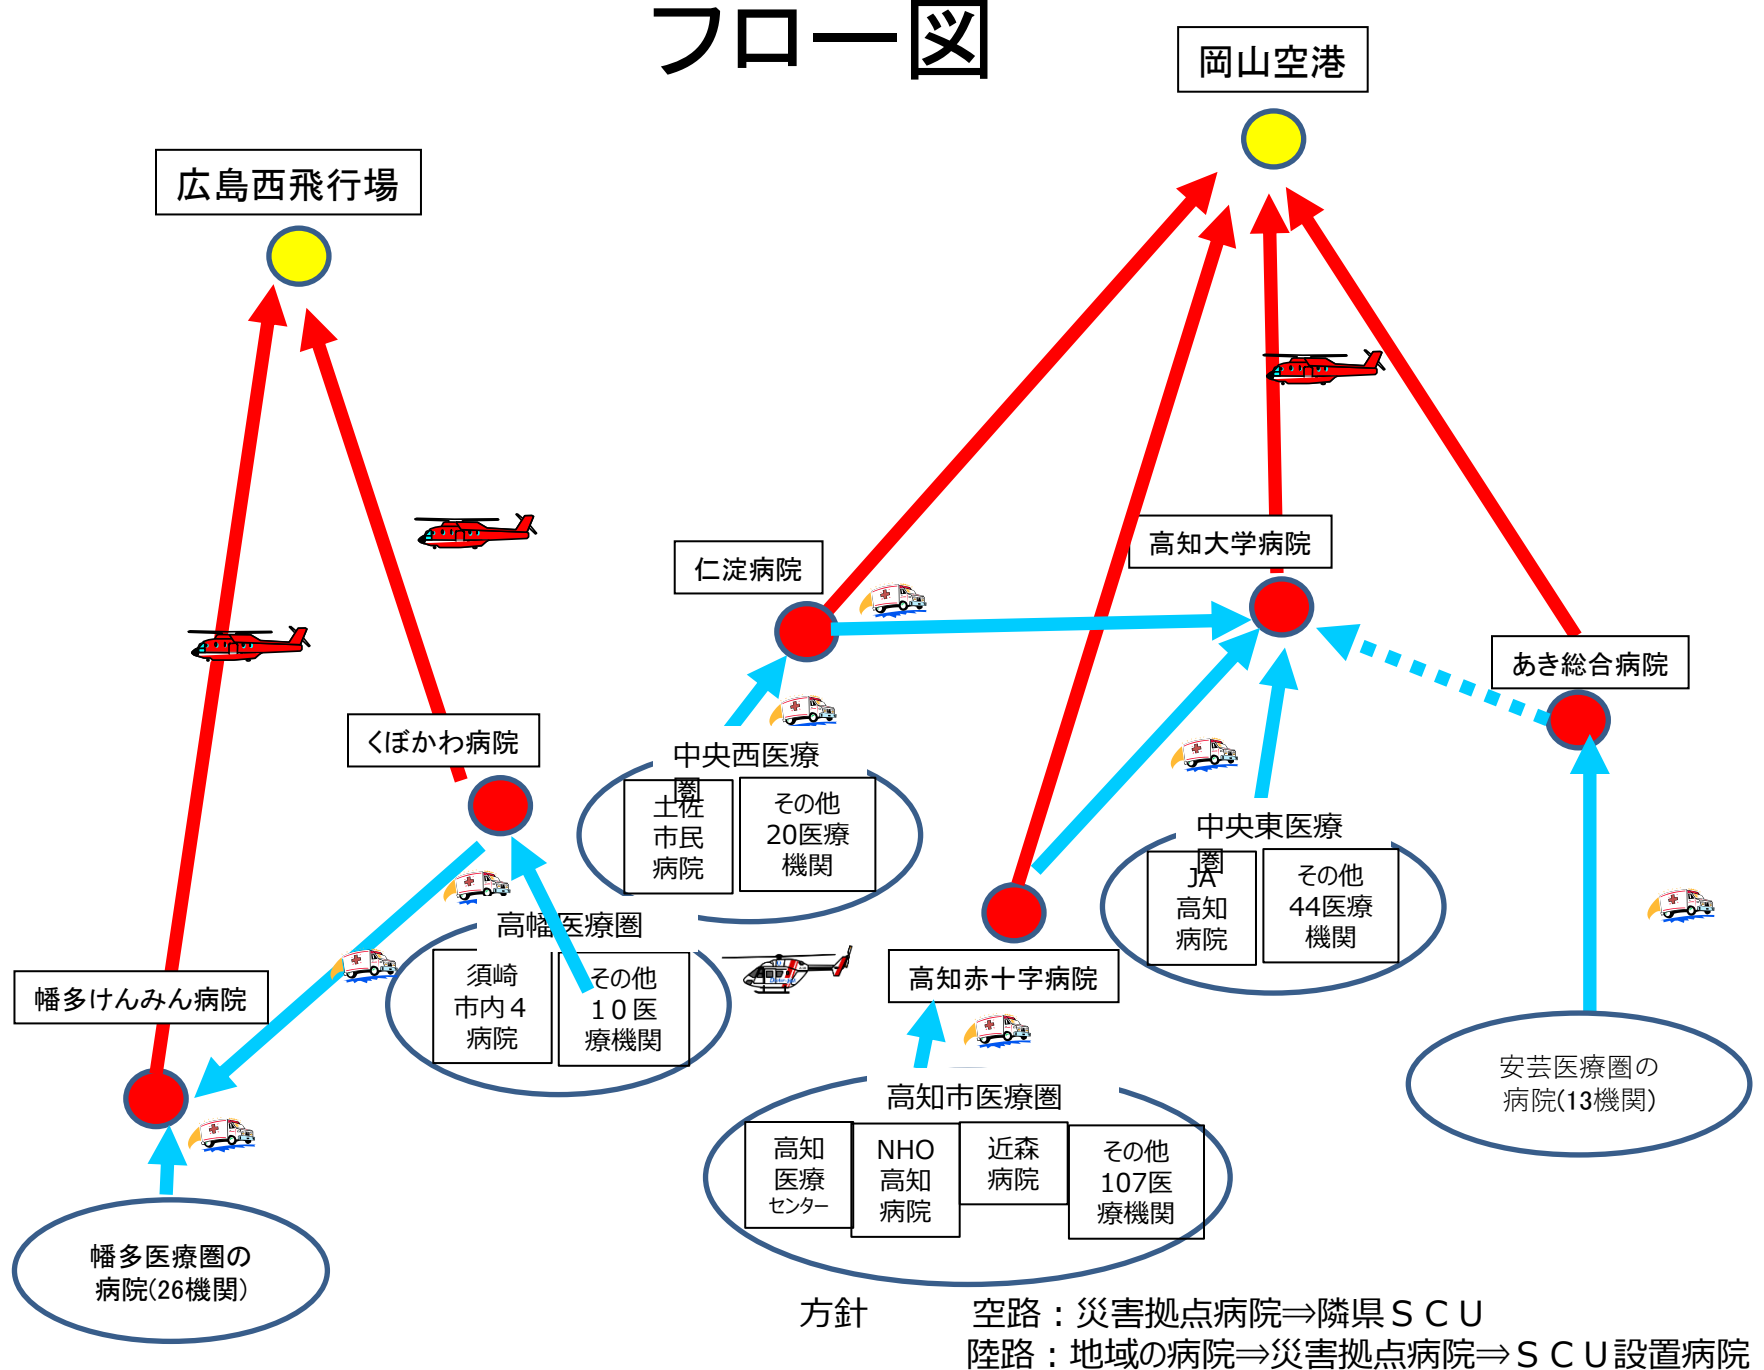 フロー図
岡山空港
広島西飛行場
高知大学病院
仁淀病院
あき総合病院
くぼかわ病院
中央西医療
圏
土佐
市民
病院
その他
20医療
機関
中央東医療
圏
JA
高知
病院
その他
44医療
機関
高幡医療圏
須崎
市内４
病院
その他
１０医
療機関
幡多けんみん病院
高知赤十字病院
安芸医療圏の
病院(13機関)
高知市医療圏
高知
医療
センター
NHO
高知
病院
近森
病院
その他
107医
療機関
幡多医療圏の
病院(26機関)
方針　　　空路：災害拠点病院⇒隣県ＳＣＵ
陸路：地域の病院⇒災害拠点病院⇒ＳＣＵ設置病院